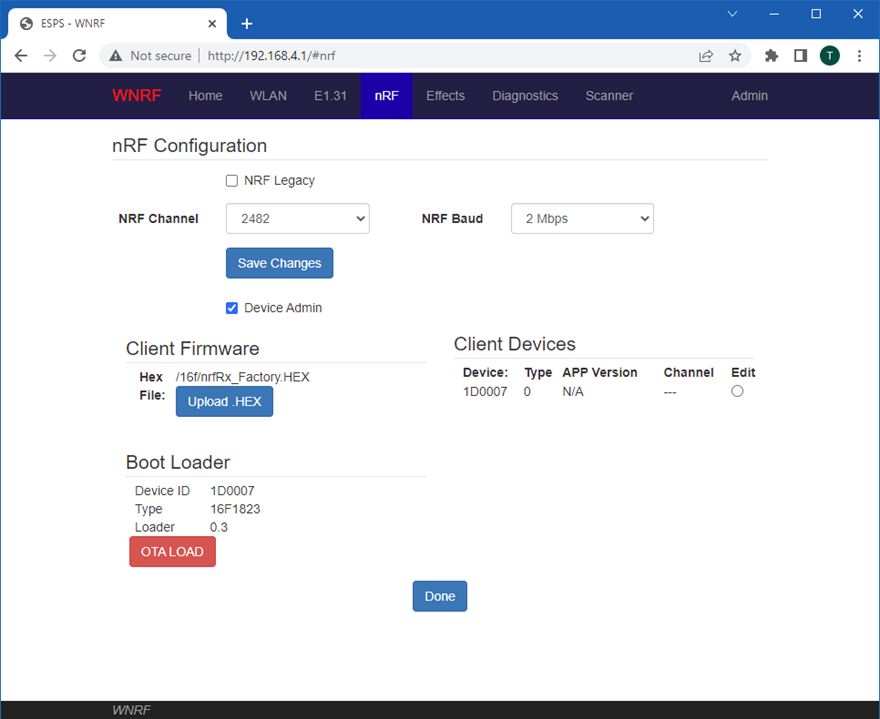 ESPS - WNRF
Not secure | http://192.168.4.1/#nrf
T
WNRF Home WLAN E1.31 nRF Effects Diagnostics Scanner Admin
nRF Configuration
NRF Legacy
NRF Channel 2482 NRF Baud 2 Mbps
Save Changes
Device Admin
Client Firmware
Hex File: /16f/nrfRx_Factory.HEX
Upload .HEX
Client Devices
Device: Type APP Version Channel Edit
1D0007 0 N/A ---
Boot Loader
Device ID 1D0007
Type 16F1823
Loader 0.3
OTA LOAD
Done
WNRF